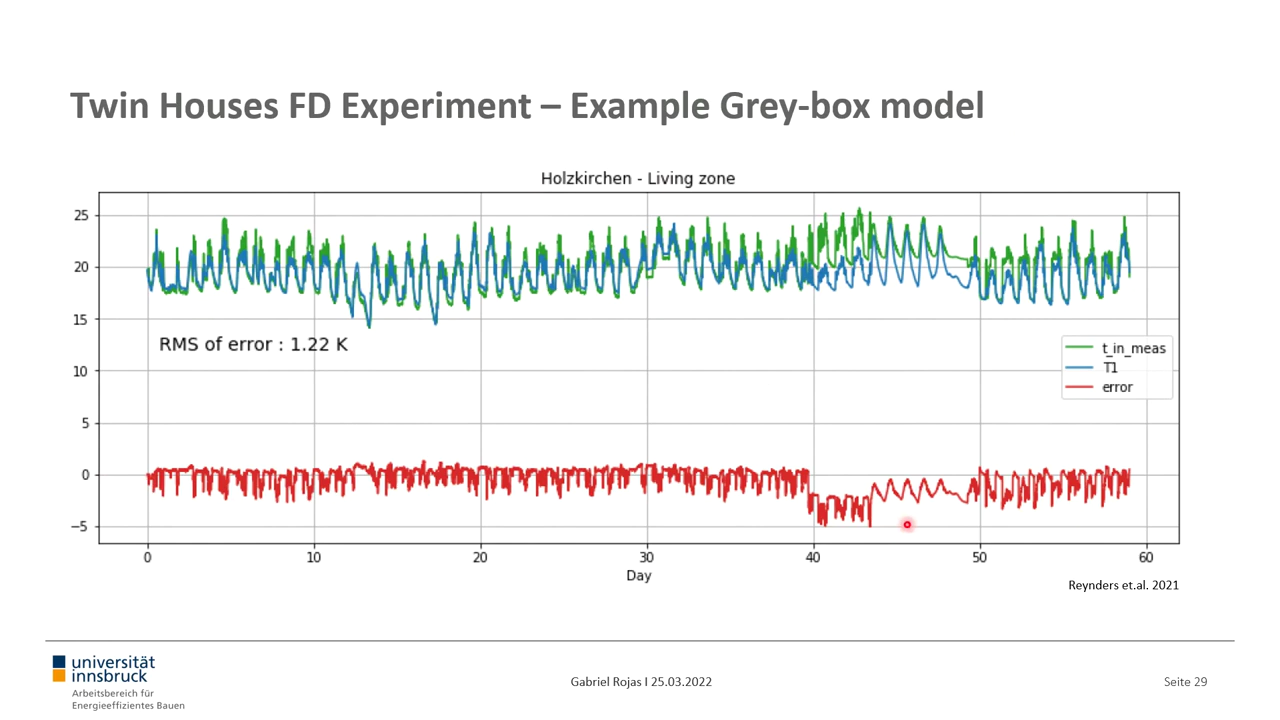 Twin Houses FD Experiment – Example Grey-box model
Holzkirchen - Living zone
25
20
15
10
5
0
−5
RMS of error : 1.22 K
t_in_meas
T1
error
0 10 20 30 40 50 60
Day
Reynders et.al. 2021
universität
innsbruck
Arbeitsbereich für
Energieeffizientes Bauen
Gabriel Rojas I 25.03.2022
Seite 29